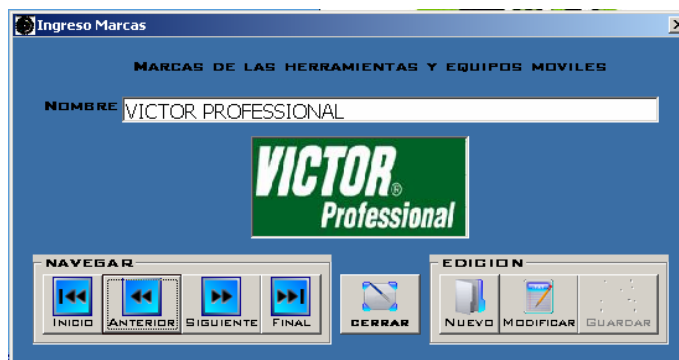 Ingreso Marcas
MARCAS DE LAS HERRAMIENTAS Y EQUIPOS MOVILES
NOMBRE VICTOR PROFESSIONAL
VICTOR®
Professional
NAVEGAR
EDICION
INICIO ANTERIOR SIGUIENTE FINAL CERRAR NUEVO MODIFICAR GUARDAR